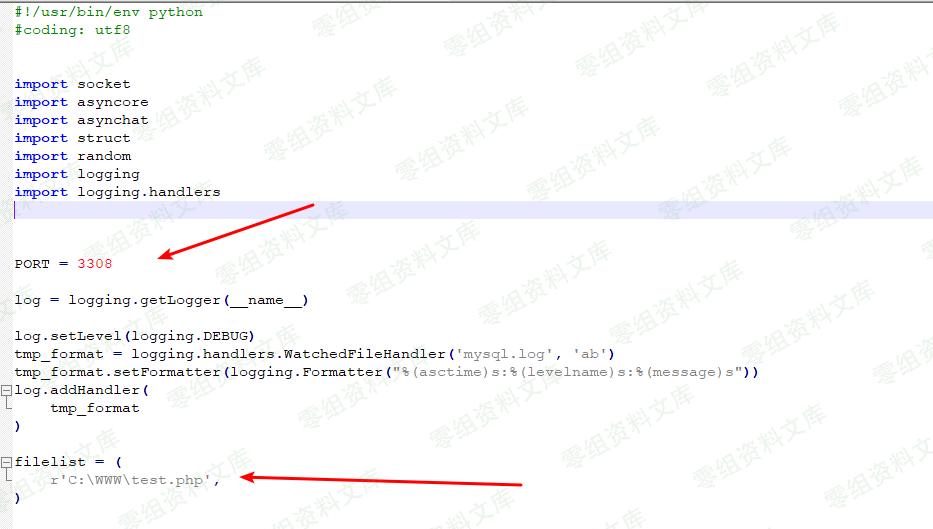 #!/usr/bin/env python
#coding: utf8
import socket
import asyncore
import asynchat
import struct
import random
import logging
import logging.handlers
PORT = 3308
log = logging.getLogger(__name__)
log.setLevel(logging.DEBUG)
tmp_format = logging.handlers.WatchedFileHandler('mysql.log', 'ab')
tmp_format.setFormatter(logging.Formatter("%(asctime)s:%(levelname)s:%(message)s"))
log.addHandler(
    tmp_format
)
filelist = (
    r'C:\WWW\test.php',
)
零组资料文库